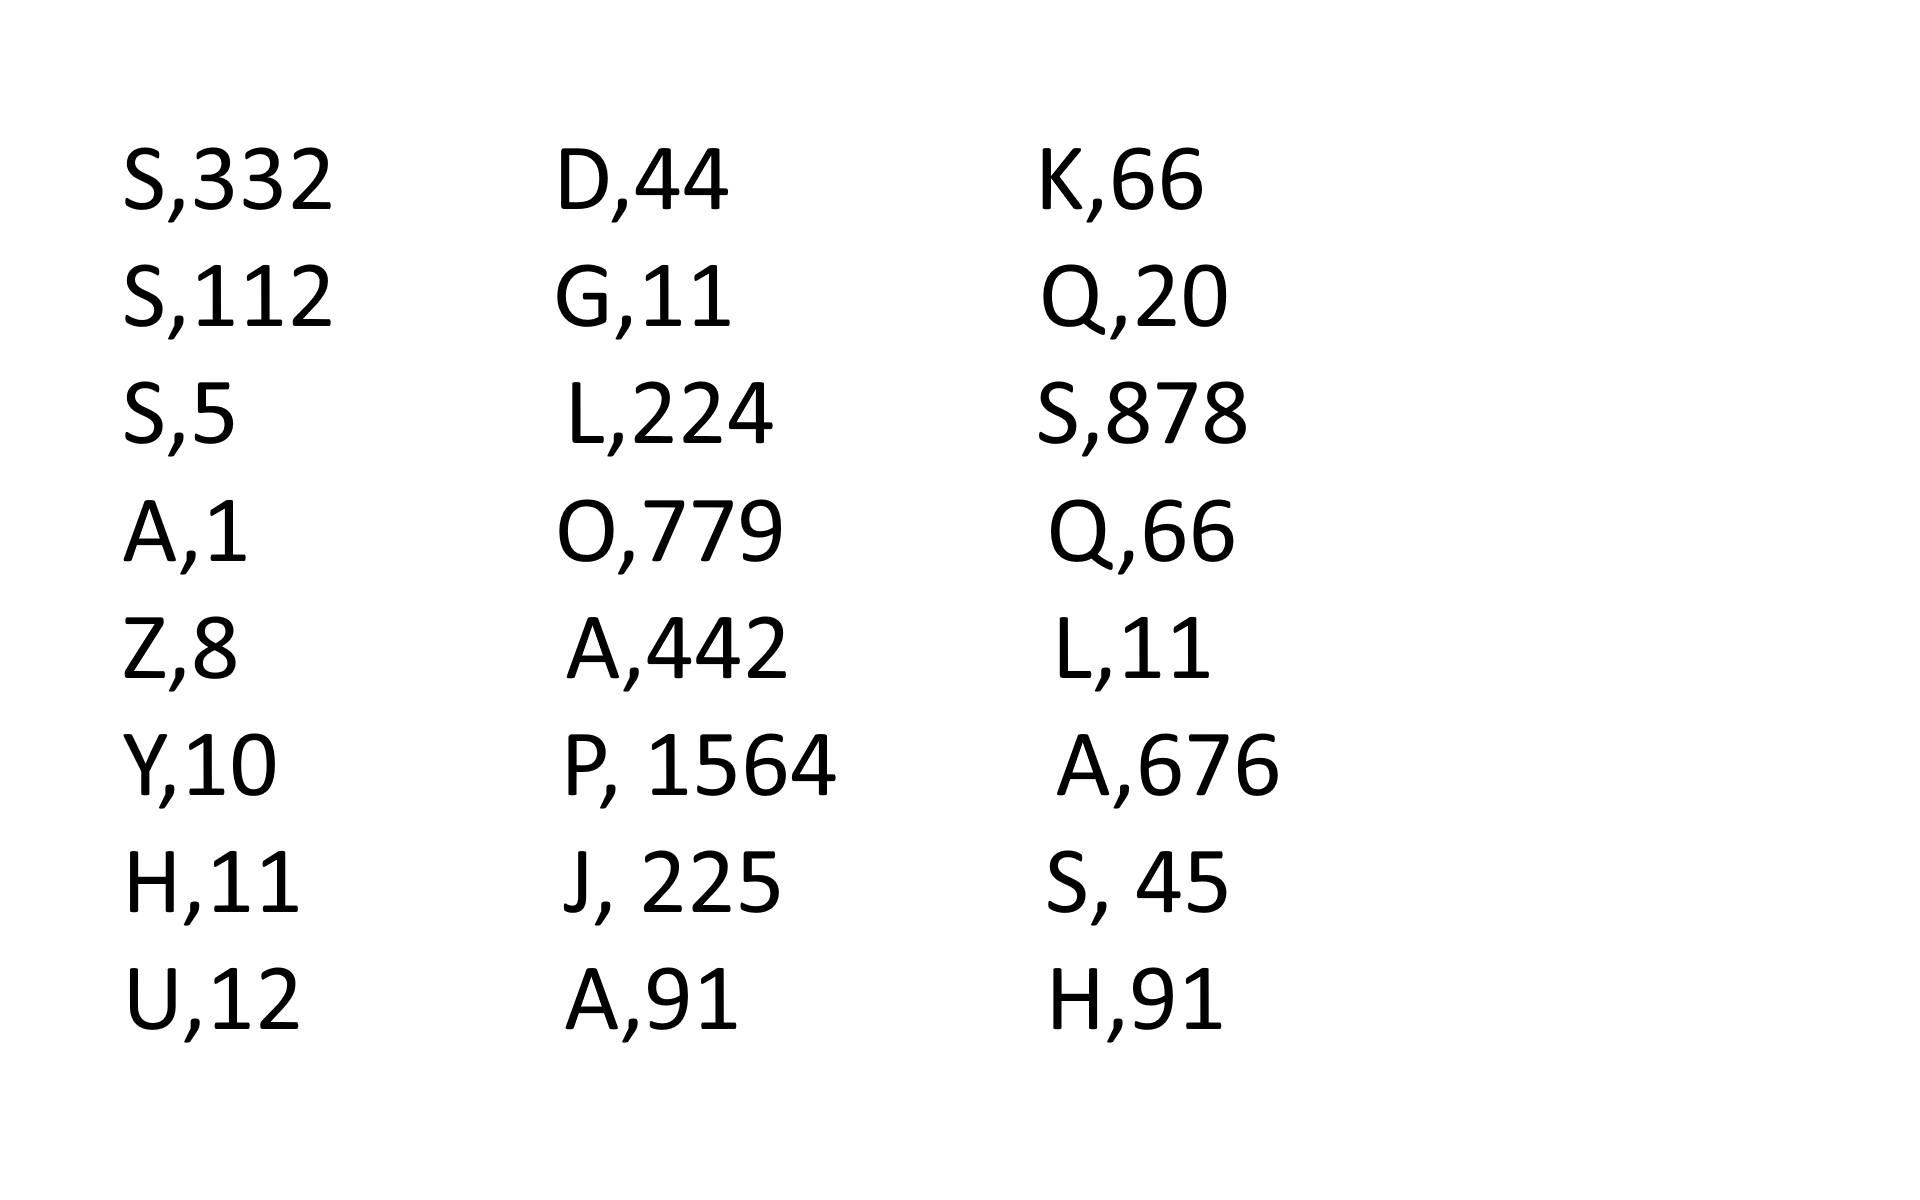 S,332 D,44 K,66
S,112 G,11 Q,20
S,5 L,224 S,878
A,1 O,779 Q,66
Z,8 A,442 L,11
Y,10 P, 1564 A,676
H,11 J, 225 S, 45
U,12 A,91 H,91